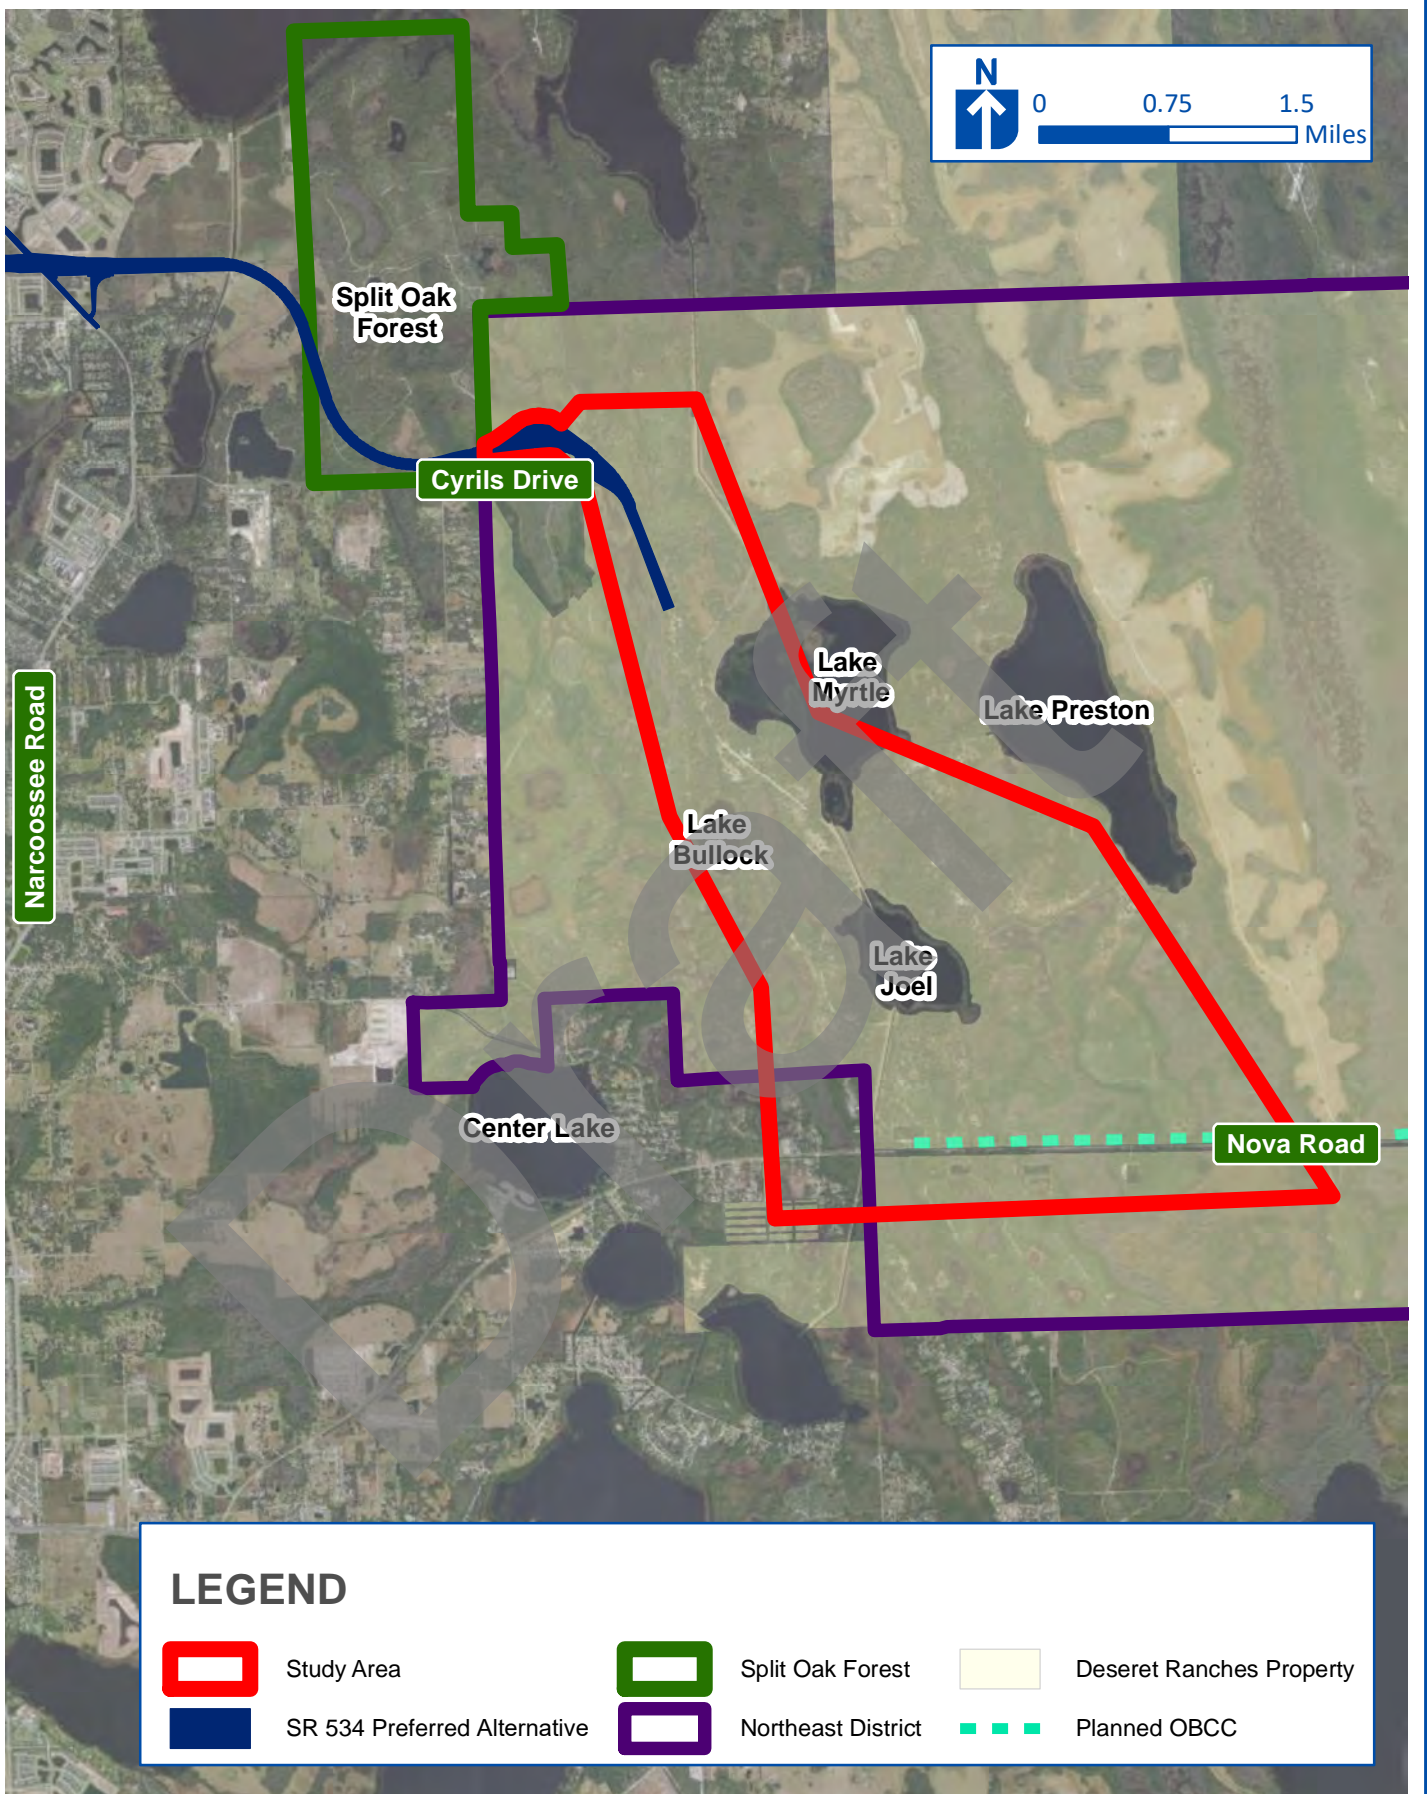 N
0 0.75 1.5
Miles
Split Oak
Forest
Cyrils Drive
Narcoossee Road
Lake
Myrtle
Lake Preston
Lake
Bullock
Lake
Joel
Center Lake
Nova Road
Draft
LEGEND
Study Area
Split Oak Forest
Deseret Ranches Property
SR 534 Preferred Alternative
Northeast District
Planned OBCC